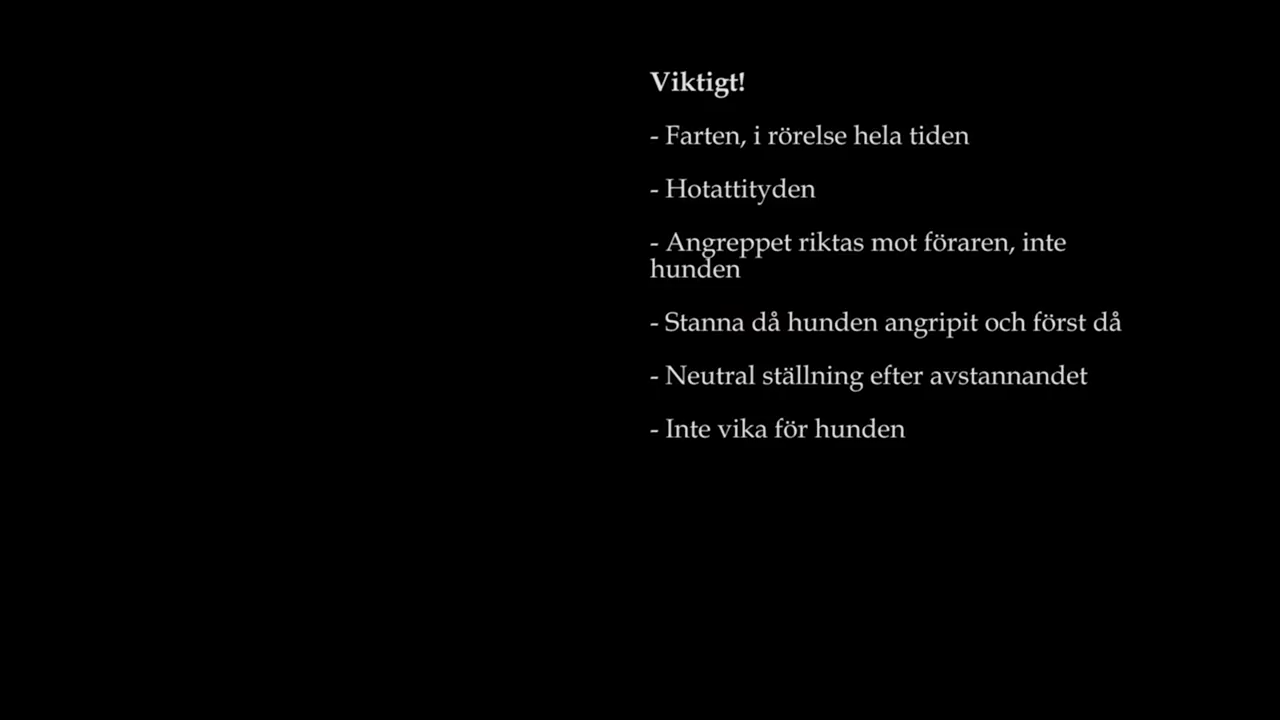 Viktigt!
- Farten, i rörelse hela tiden
- Hotattityden
- Angreppet riktas mot föraren, inte
hunden
- Stanna då hunden angripit och först då
- Neutral ställning efter avstannandet
- Inte vika för hunden